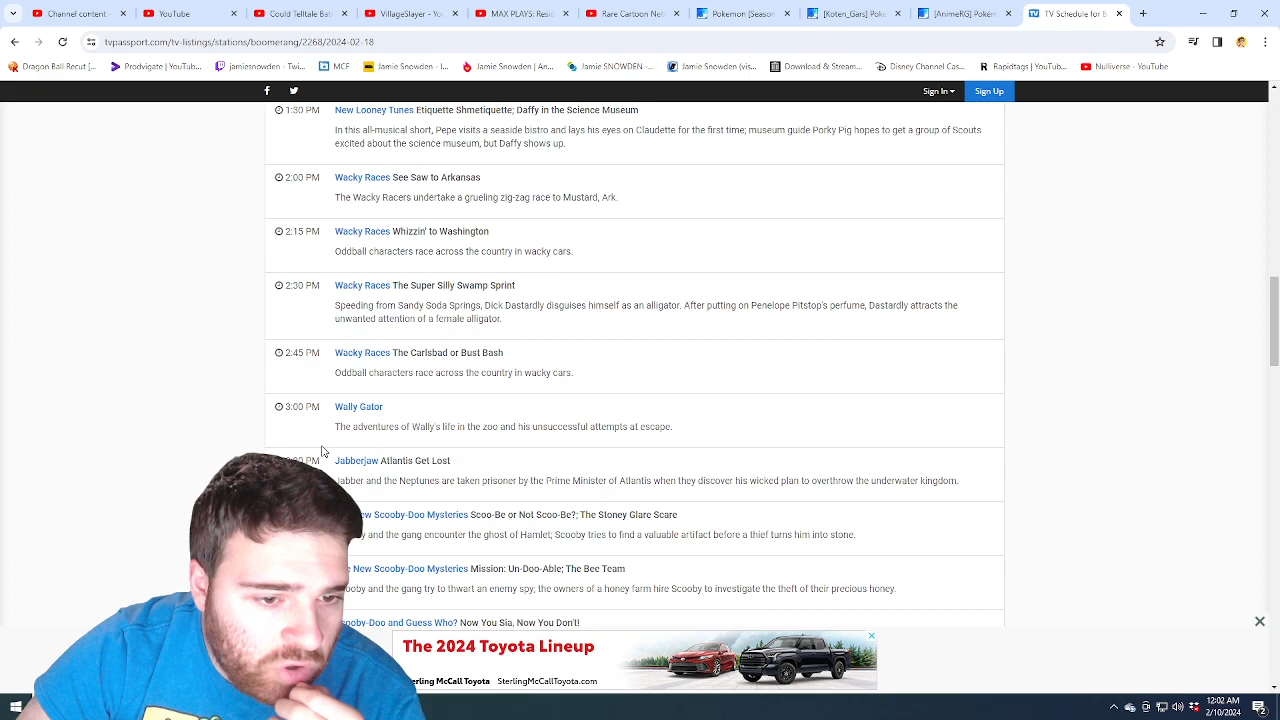 Channel conten
YouTube
Could Telltale Bat
VillageSlayer -
MAX POPS: Resid
Rare Cartoon Net
Pokemon [Season
[Kotetsubas] Poke
[Anime] Pokem
TV Schedule for B
tvpassport.com/tv-listings/stations/boomerang/2268/2024-02-18
Dragon Ball Recut [...
Prodvigate | YouTub...
jamiesnowden - Twi...
MCF
Jamie Snowden - I...
Jamie Snowden | An...
Jamie SNOWDEN ...
Jamie Snowden (vis...
Download & Stream...
Disney Channel Ca...
Rapidtags | YouTub...
Nulliverse - YouTube
Sign In
Sign Up
1:30 PM New Looney Tunes Etiquette Shmetiquette; Daffy in the Science Museum
In this all-musical short, Pepe visits a seaside bistro and lays his eyes on Claudette for the first time; museum guide Porky Pig hopes to get a group of Scouts
excited about the science museum, but Daffy shows up.
2:00 PM Wacky Races See Saw to Arkansas
The Wacky Racers undertake a grueling zig-zag race to Mustard, Ark.
2:15 PM Wacky Races Whizzin' to Washington
Oddball characters race across the country in wacky cars.
2:30 PM Wacky Races The Super Silly Swamp Sprint
Speeding from Sandy Soda Springs, Dick Dastardly disguises himself as an alligator. After putting on Penelope Pitstop's perfume, Dastardly attracts the
unwanted attention of a female alligator.
2:45 PM Wacky Races The Carlsbad or Bust Bash
Oddball characters race across the country in wacky cars.
3:00 PM Wally Gator
The adventures of Wally's life in the zoo and his unsuccessful attempts at escape.
PM Jabberjaw Atlantis Get Lost
Jabber and the Neptunes are taken prisoner by the Prime Minister of Atlantis when they discover his wicked plan to overthrow the underwater kingdom.
ew Scooby-Doo Mysteries Scoo-Be or Not Scoo-Be?; The Stoney Glare Scare
y and the gang encounter the ghost of Hamlet; Scooby tries to find a valuable artifact before a thief turns him into stone.
e New Scooby-Doo Mysteries Mission: Un-Doo-Able; The Bee Team
ooby and the gang try to thwart an enemy spy; the owners of a honey farm hire Scooby to investigate the theft of their precious honey.
cooby-Doo and Guess Who? Now You Sia, Now You Don't!
The 2024 Toyota Lineup
erling McCall Toyota SterlingMcCallToyota.com
12:02 AM
2/10/2024
2